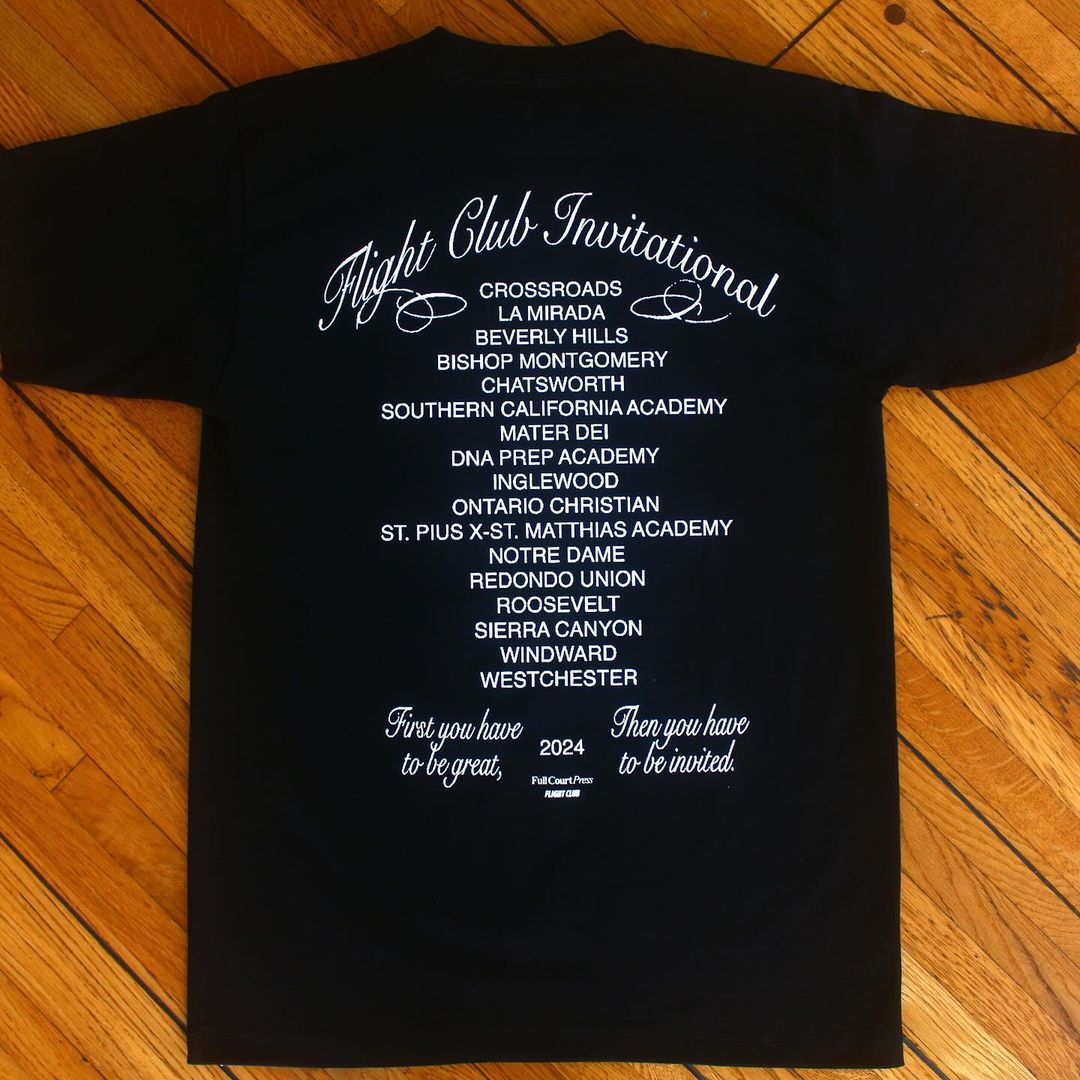 Flight Club Invitational
CROSSROADS
LA MIRADA
BEVERLY HILLS
BISHOP MONTGOMERY
CHATSWORTH
SOUTHERN CALIFORNIA ACADEMY
MATER DEI
DNA PREP ACADEMY
INGLEWOOD
ONTARIO CHRISTIAN
ST. PIUS X-ST. MATTHIAS ACADEMY
NOTRE DAME
REDONDO UNION
ROOSEVELT
SIERRA CANYON
WINDWARD
WESTCHESTER
First you have
to be great,
2024
Then you have
to be invited.
Full Court Press
FLIGHT CLUB